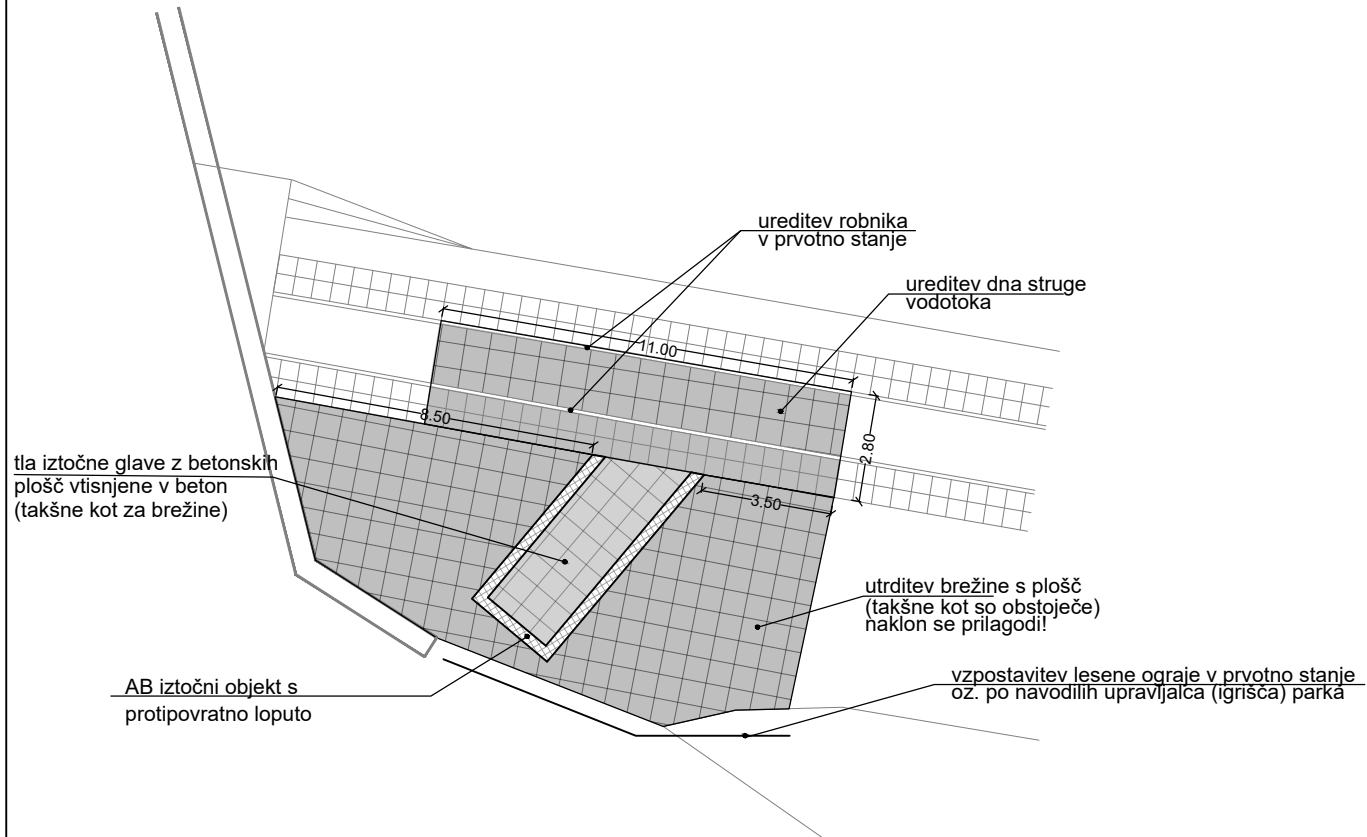 ureditev robnika
v prvotno stanje
ureditev dna struge
vodotoka
11.00
8.50
2.80
3.50
tla iztočne glave z betonskih
plošč vtisnjene v beton
(takšne kot za brežine)
utrditev brežine s plošč
(takšne kot so obstoječe)
naklon se prilagodi!
AB iztočni objekt s
protipovratno loputo
vzpostavitev lesene ograje v prvotno stanje
oz. po navodilih upravljalca (igrišča) parka